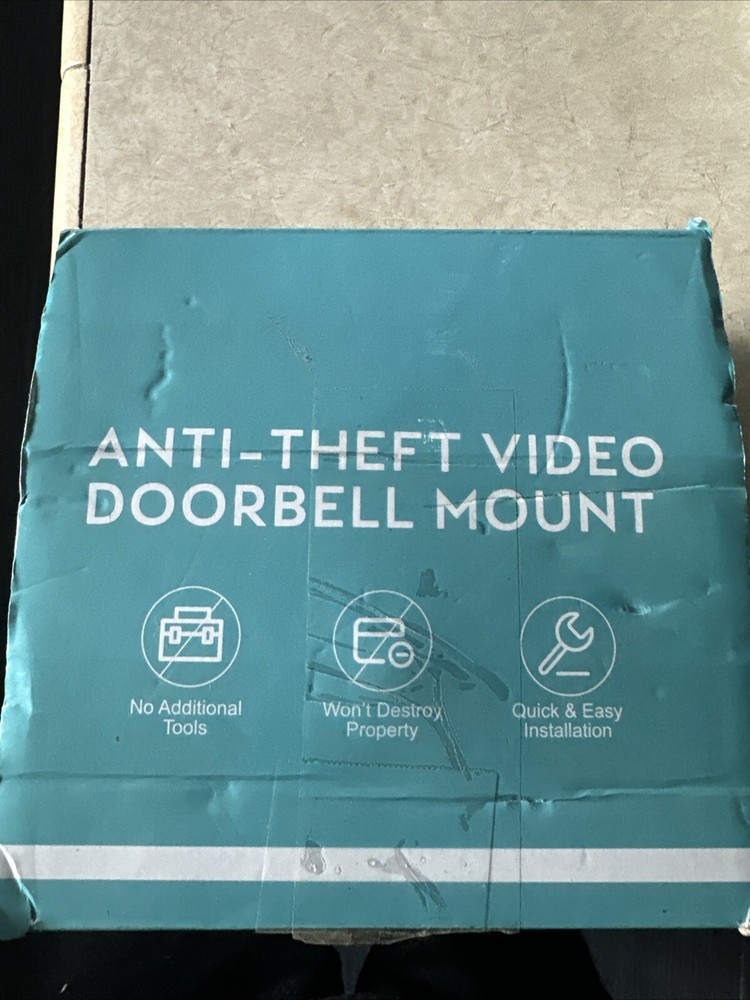 ANTI-THEFT VIDEO
DOORBELL MOUNT
No Additional
Tools
Won't Destroy
Property
Quick & Easy
Installation